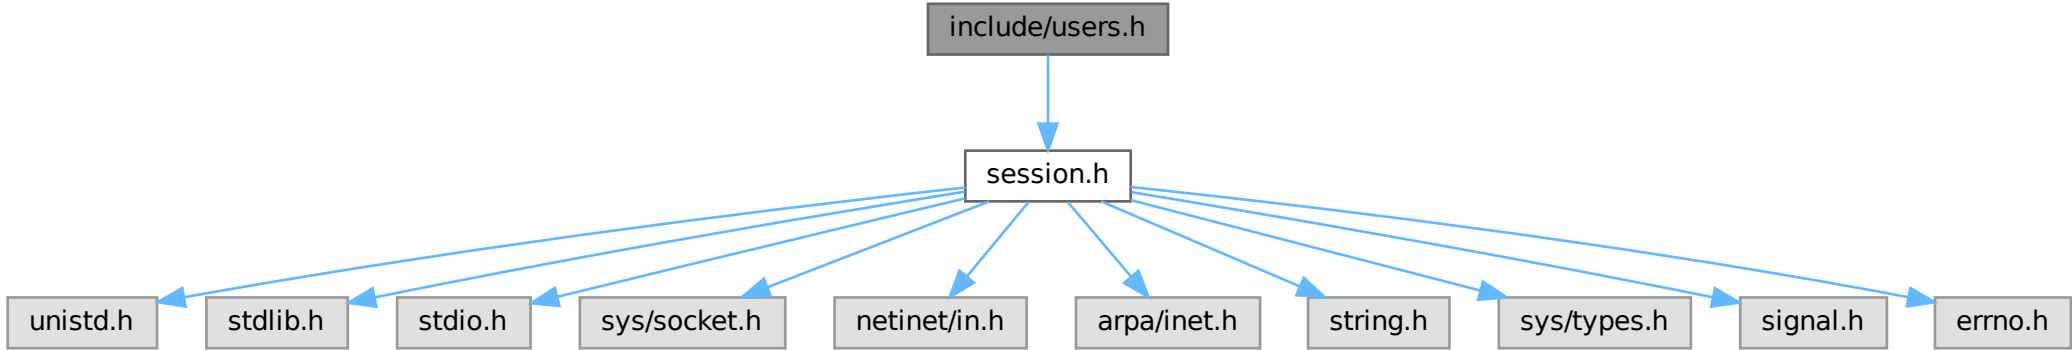 include/users.h
session.h
unistd.h
stdlib.h
stdio.h
sys/socket.h
netinet/in.h
arpa/inet.h
string.h
sys/types.h
signal.h
errno.h